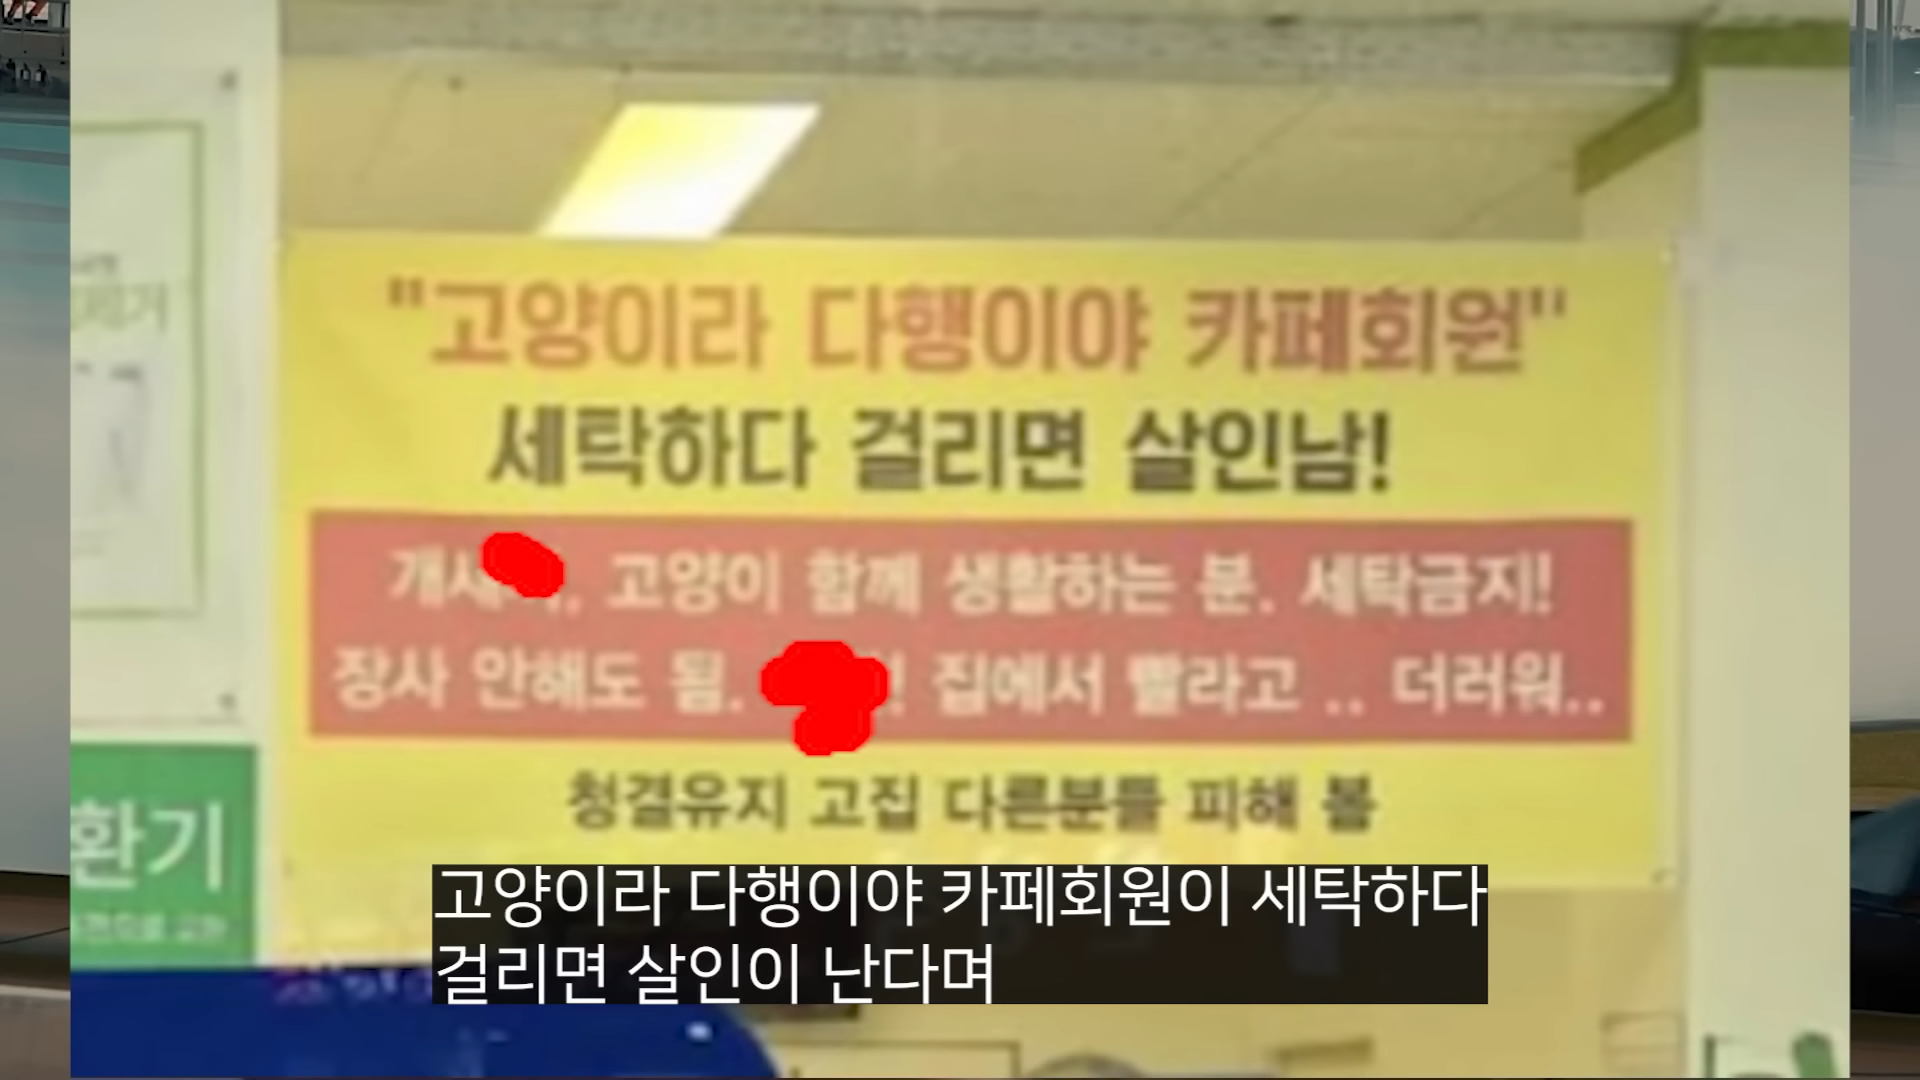 "고양이라 다행이야 카페회원"
세탁하다 걸리면 살인남!
고양이 함께 생활하는 분. 세탁금지!
장사 안해도 됨. 집에서 빨라고 .. 더러워..
청결유지 고집 다른분들 피해 봄
환기
고양이라 다행이야 카페회원이 세탁하다
걸리면 살인이 난다며